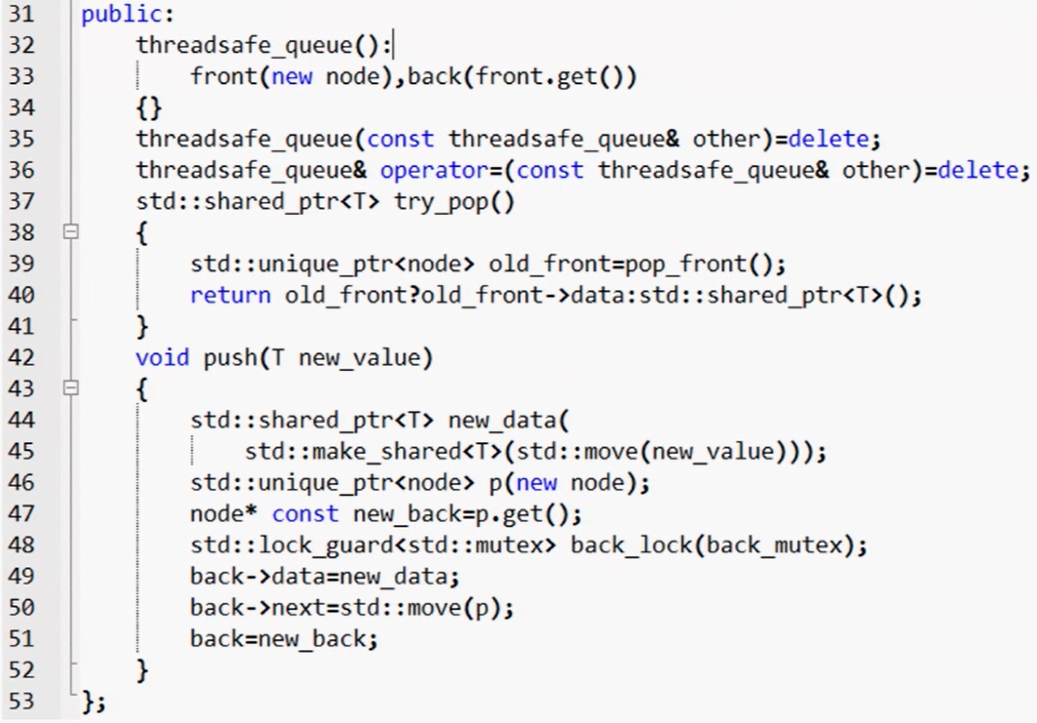 31 public:
32 threadsafe_queue():
33 front(new node),back(front.get())
34 {}
35 threadsafe_queue(const threadsafe_queue& other)=delete;
36 threadsafe_queue& operator=(const threadsafe_queue& other)=delete;
37 std::shared_ptr<T> try_pop()
38 {
39 std::unique_ptr<node> old_front=pop_front();
40 return old_front?old_front->data:std::shared_ptr<T>();
41 }
42 void push(T new_value)
43 {
44 std::shared_ptr<T> new_data(
45 std::make_shared<T>(std::move(new_value)));
46 std::unique_ptr<node> p(new node);
47 node* const new_back=p.get();
48 std::lock_guard<std::mutex> back_lock(back_mutex);
49 back->data=new_data;
50 back->next=std::move(p);
51 back=new_back;
52 }
53 };